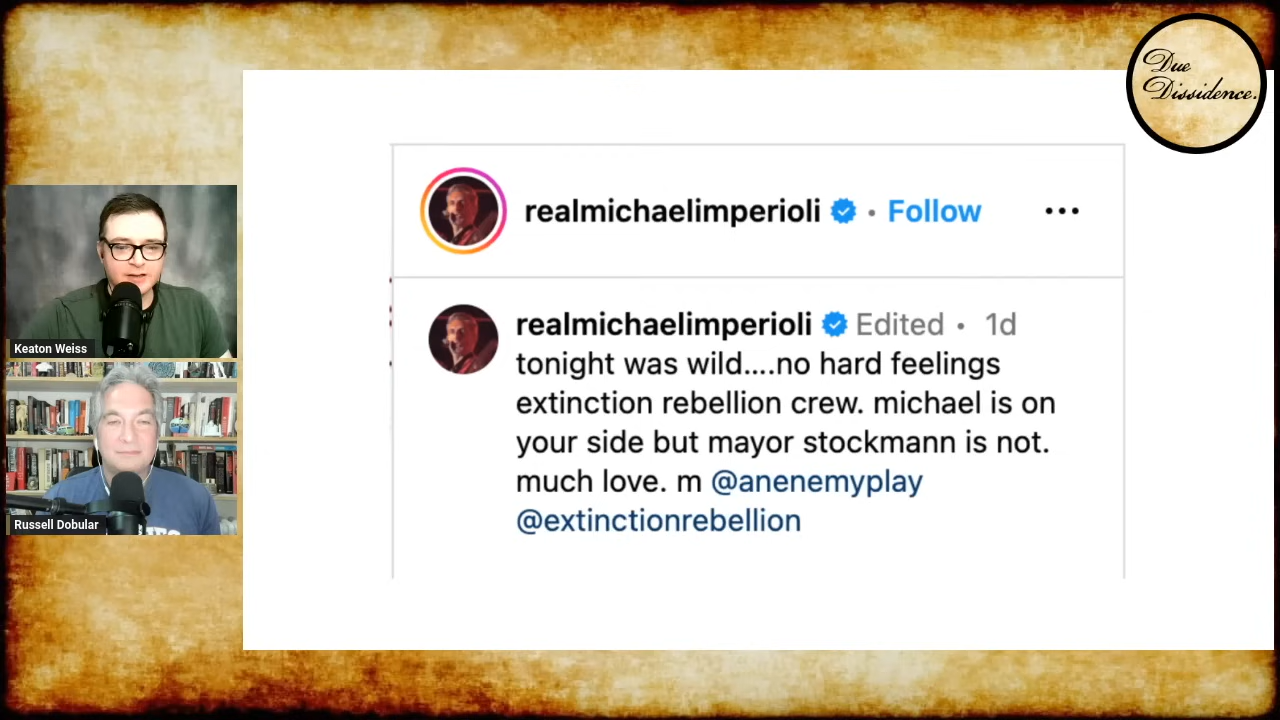 Due
Dissidence.
realmichaelimperioli • Follow •••
realmichaelimperioli Edited • 1d
tonight was wild....no hard feelings
extinction rebellion crew. michael is on
your side but mayor stockmann is not.
much love. m @anenemyplay
@extinctionrebellion
Keaton Weiss
Russell Dobular